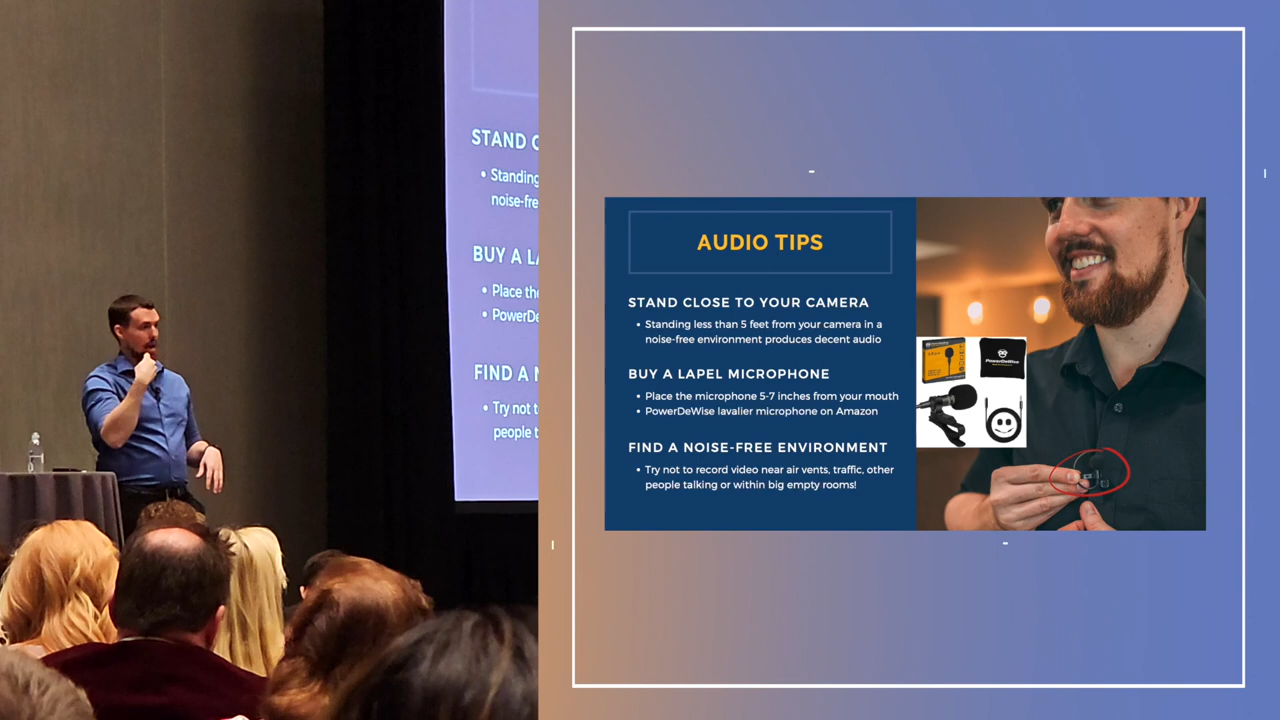 STAND C
• Standing
noise-fre
BUY A LA
• Place the
• PowerDe
FIND A N
• Try not t
people t
AUDIO TIPS
STAND CLOSE TO YOUR CAMERA
• Standing less than 5 feet from your camera in a
noise-free environment produces decent audio
BUY A LAPEL MICROPHONE
• Place the microphone 5-7 inches from your mouth
• PowerDeWise lavalier microphone on Amazon
FIND A NOISE-FREE ENVIRONMENT
• Try not to record video near air vents, traffic, other
people talking or within big empty rooms!
PowerDeWise